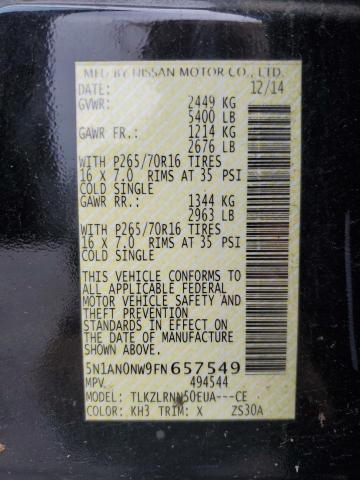 MFD BY NISSAN MOTOR CO., LTD.
DATE: 12/14
GVWR: 2449 KG
5400 LB
GAWR FR.: 1214 KG
2676 LB
WITH P265/70R16 TIRES
16 X 7.0 RIMS AT 35 PSI
COLD SINGLE
GAWR RR.: 1344 KG
2963 LB
WITH P265/70R16 TIRES
16 X 7.0 RIMS AT 35 PSI
COLD SINGLE
THIS VEHICLE CONFORMS TO
ALL APPLICABLE FEDERAL
MOTOR VEHICLE SAFETY AND
THEFT PREVENTION
STANDARDS IN EFFECT ON
THE DATE OF MANUFACTURE
SHOWN ABOVE.
5N1AN0NW9FN657549
MPV 494544
MODEL: TLKZLRNN50EUA---CE
COLOR: KH3 TRIM: X ZS30A